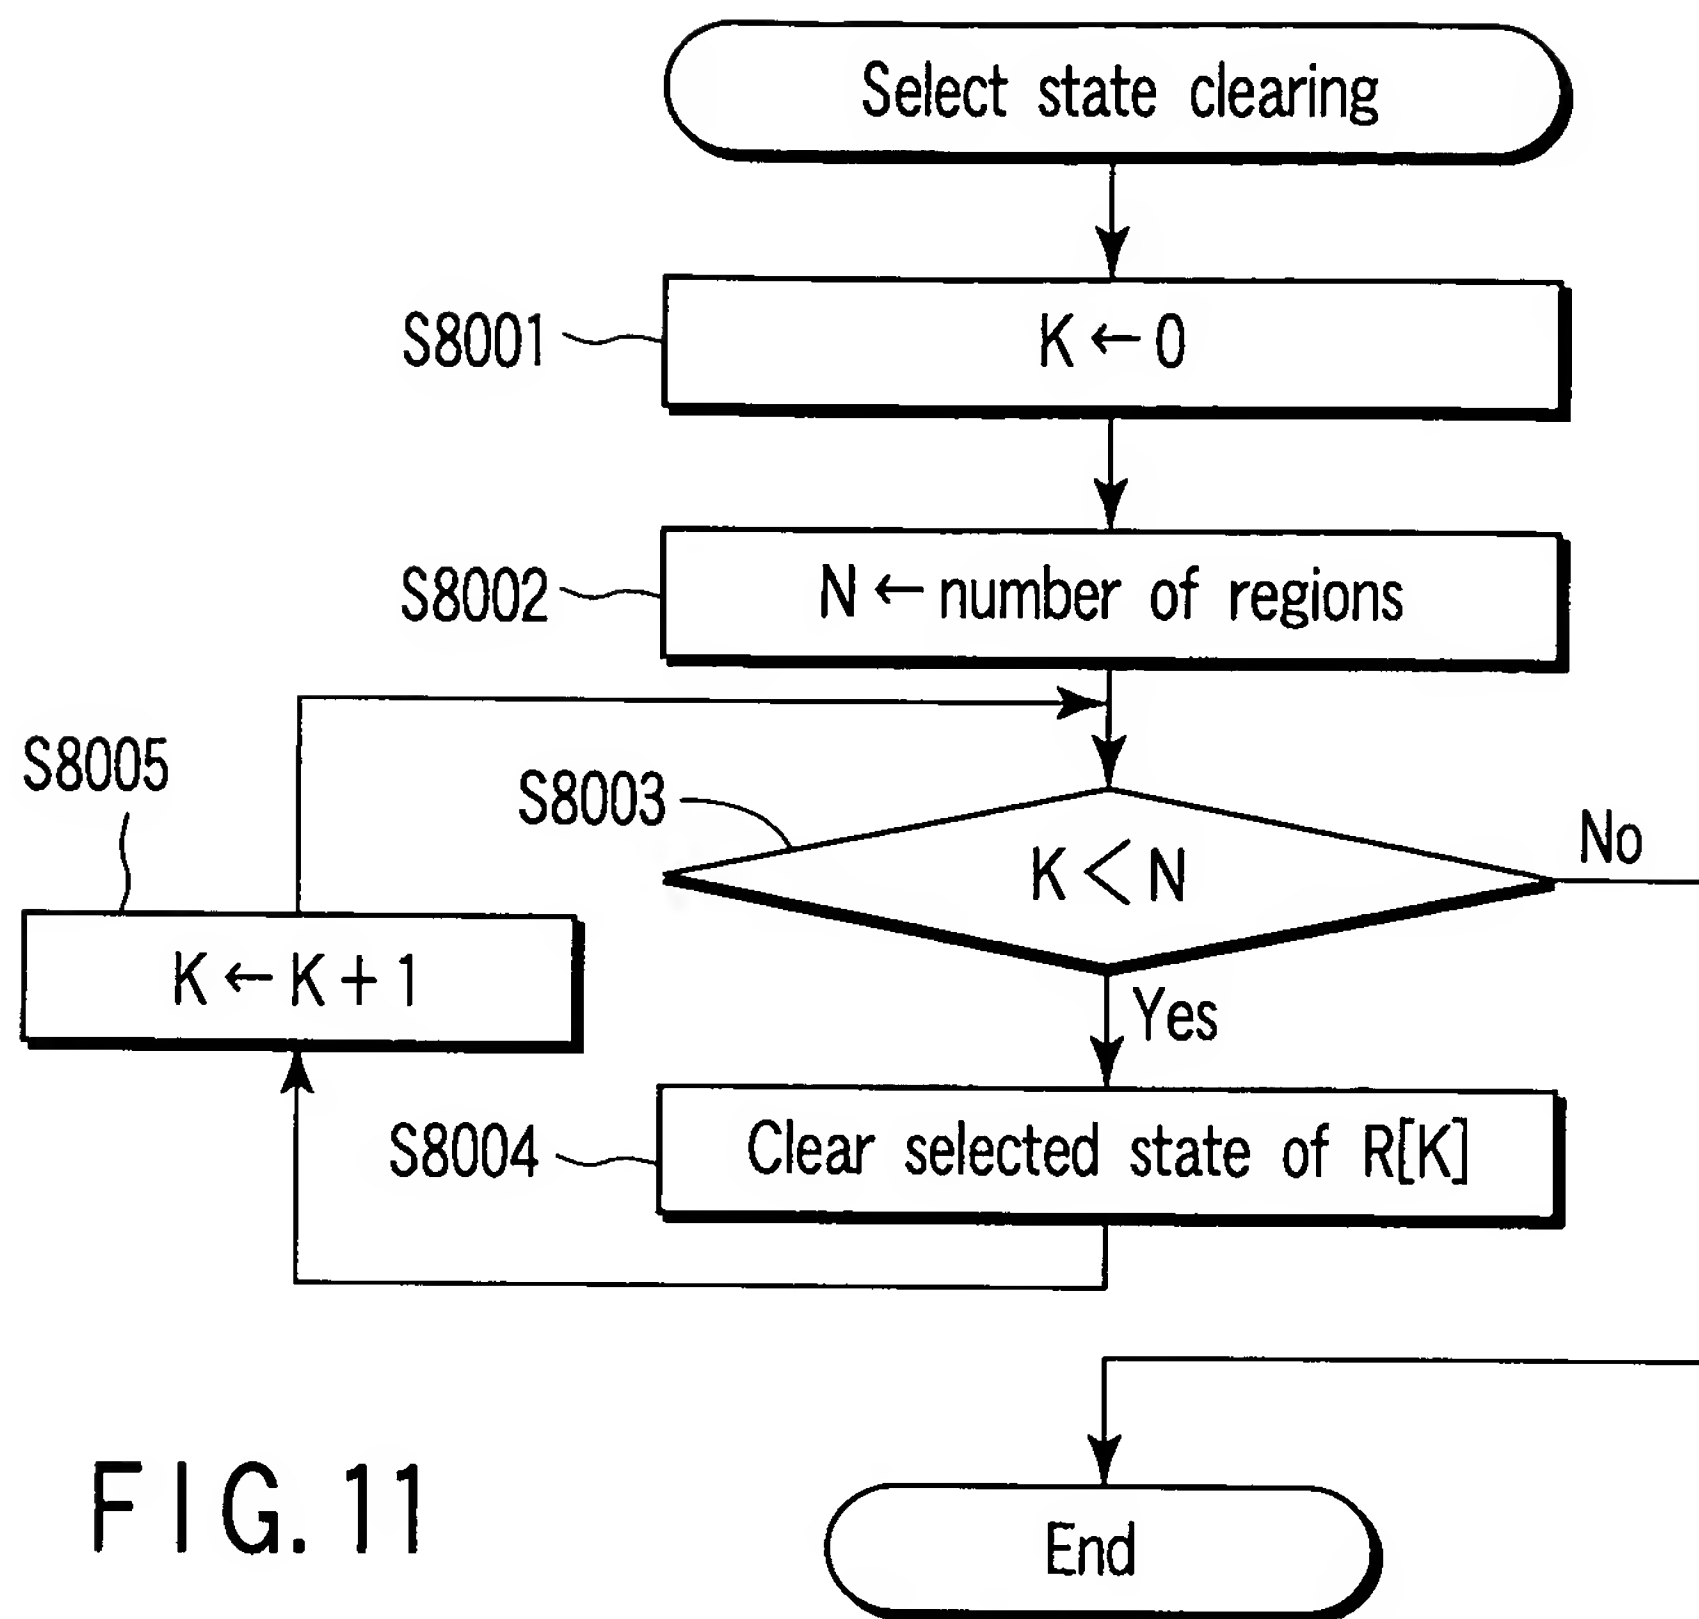 Select state clearing
S8001
K ← 0
S8002
N ← number of regions
S8005
S8003
K < N
No
K ← K + 1
Yes
S8004
Clear selected state of R[K]
FIG. 11
End